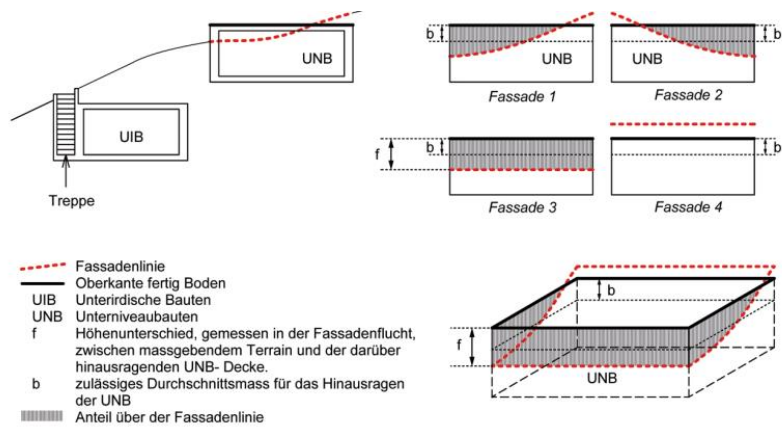 UNB
UIB
Treppe
b
UNB
Fassade 1
UNB
b
Fassade 2
f
b
Fassade 3
b
Fassade 4
Fassadenlinie
Oberkante fertig Boden
UIB Unterirdische Bauten
UNB Unterniveaubauten
f Höhenunterschied, gemessen in der Fassadenflucht,
zwischen massgebendem Terrain und der darüber
hinausragenden UNB- Decke.
b zulässiges Durchschnittsmass für das Hinausragen
der UNB
Anteil über der Fassadenlinie
b
f
UNB